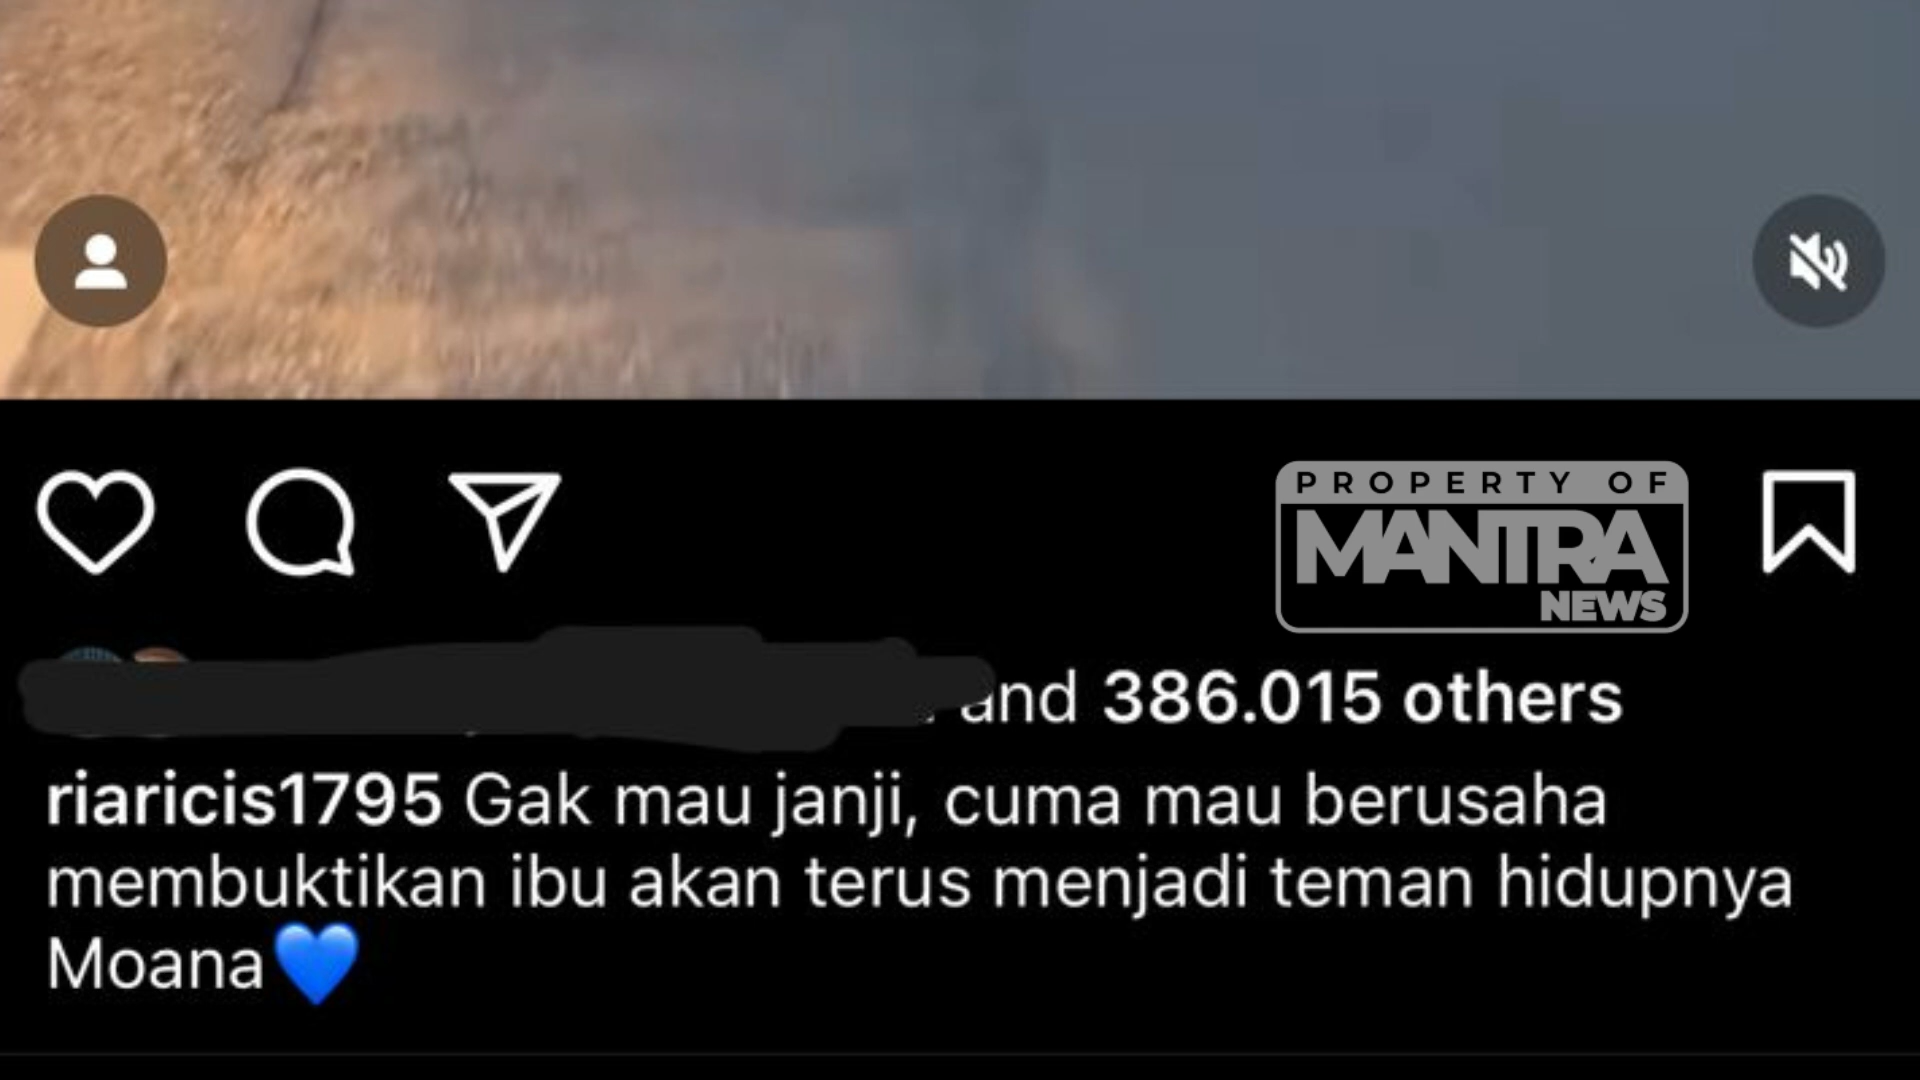 PROPERTY OF
MANTRA
NEWS
and 386.015 others
riaricis1795 Gak mau janji, cuma mau berusaha
membuktikan ibu akan terus menjadi teman hidupnya
Moana💙